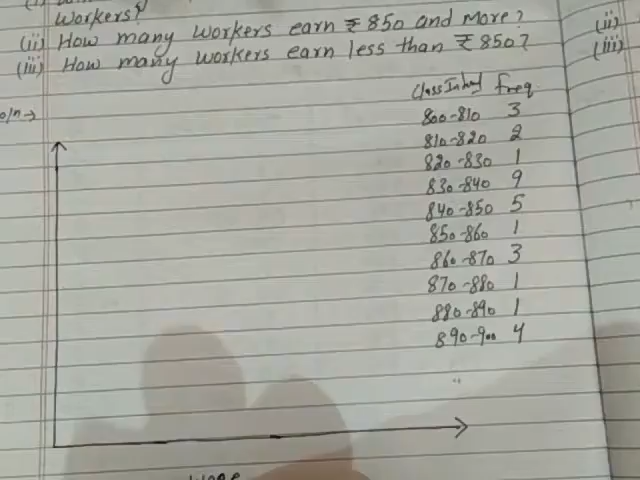 workers?
(ii) How many workers earn ₹ 850 and more? (ii)
(iii) How many workers earn less than ₹ 850? (iii)
Class Freq
800-810 3
810-820 2
820-830 1
830-840 9
840-850 5
850-860 1
860-870 3
870-880 1
880-890 1
890-900 4